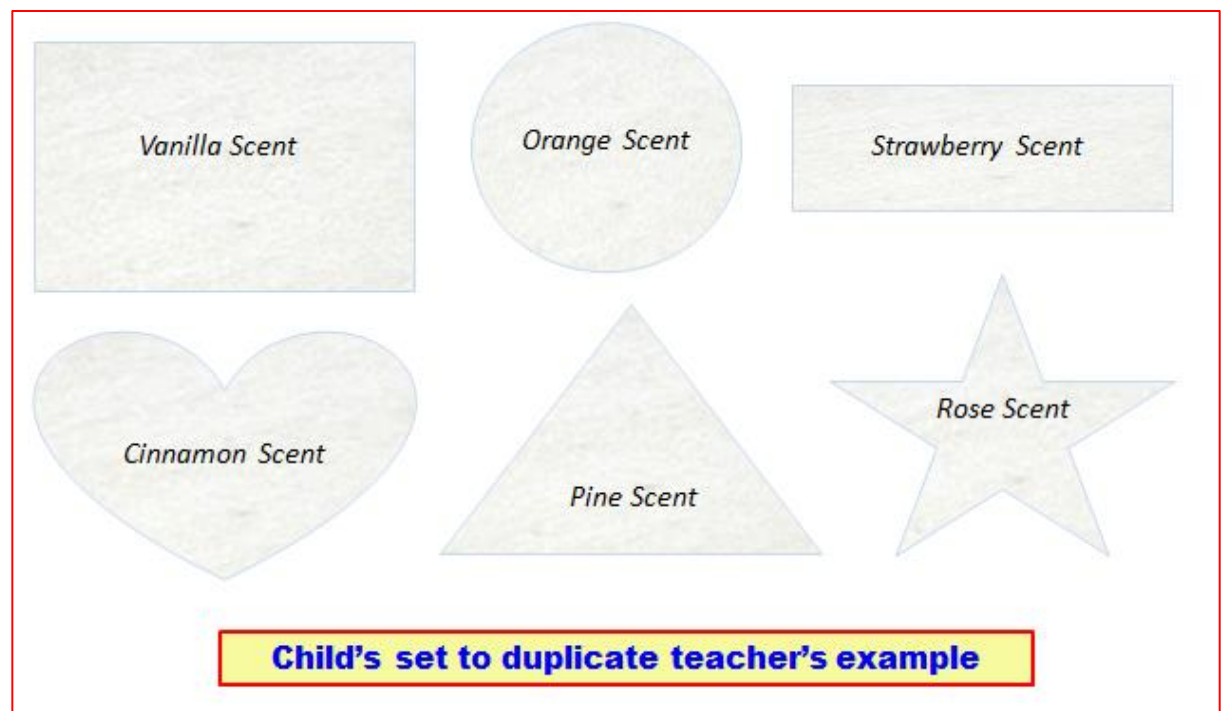 Vanilla Scent
Orange Scent
Strawberry Scent
Cinnamon Scent
Pine Scent
Rose Scent
Child's set to duplicate teacher's example